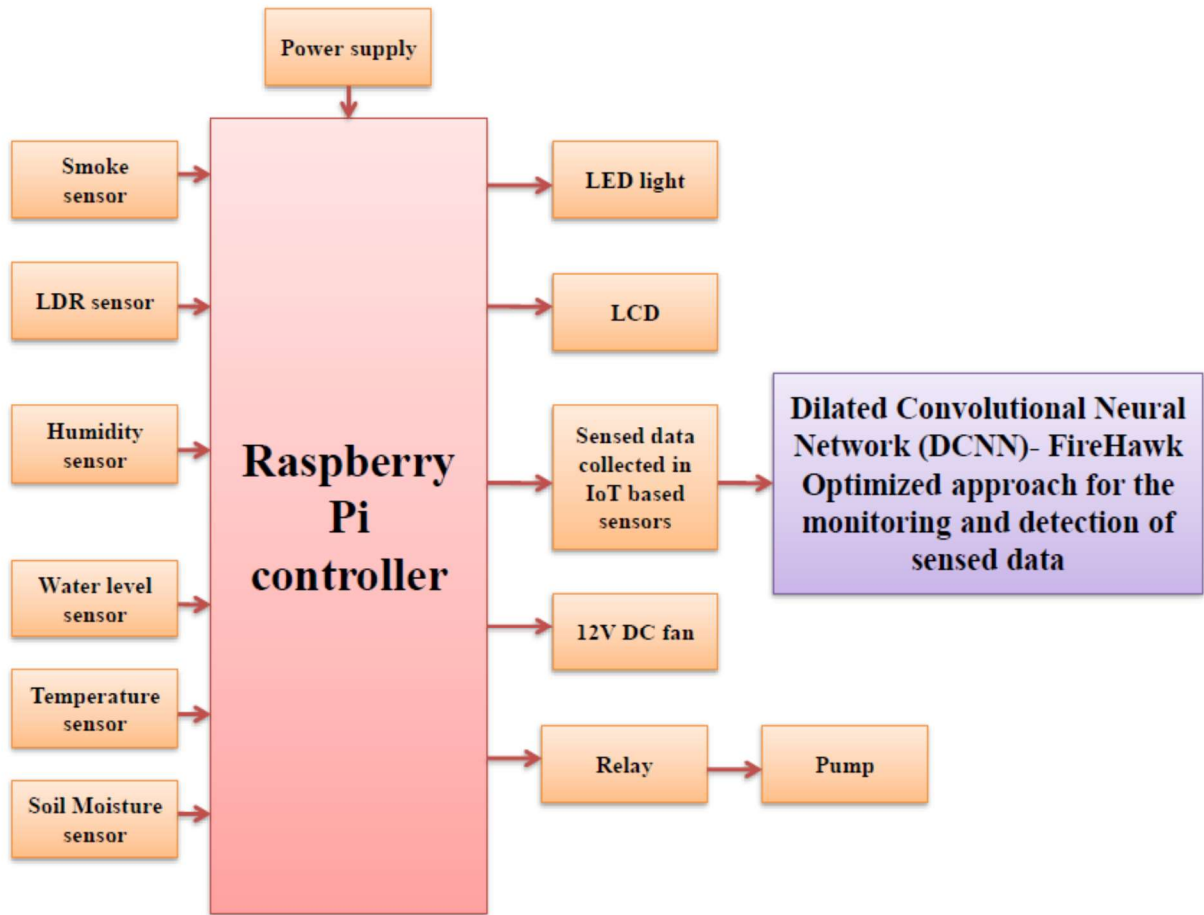 Power supply
Smoke
sensor
LDR sensor
Humidity
sensor
Water level
sensor
Temperature
sensor
Soil Moisture
sensor
Raspberry
Pi
controller
LED light
LCD
Sensed data
collected in
IoT based
sensors
12V DC fan
Relay
Pump
Dilated Convolutional Neural
Network (DCNN)- FireHawk
Optimized approach for the
monitoring and detection of
sensed data